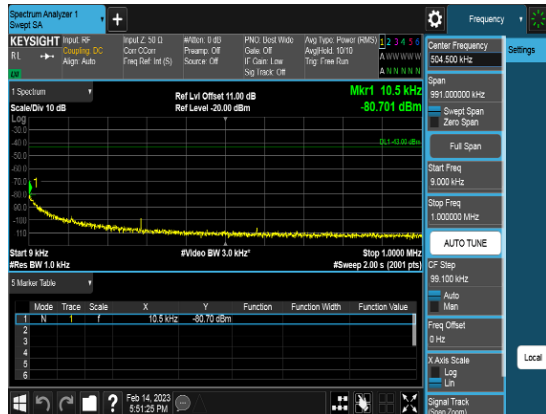 Spectrum Analyzer 1
Swept SA
+
Frequency
KEYSIGHT
Input: RF
Input Z: 50 Ω
#Atten: 0 dB
PNO: Best Wide
Avg Type: Power (RMS)
1 2 3 4 5 6
RL
Coupling: DC
Corr CCorr
Preamp: Off
Gate: Off
Avg|Hold: 10/10
A W W W W W
Align: Auto
Freq Ref: Int (S)
Source: Off
IF Gain: Low
Trig: Free Run
Sig Track: Off
A N N N N N
Center Frequency
504.500 kHz
Settings
Span
991.000000 kHz
Swept Span
Zero Span
Full Span
Start Freq
9.000 kHz
Stop Freq
1.000000 MHz
AUTO TUNE
CF Step
99.100 kHz
Auto
Man
Freq Offset
0 Hz
X Axis Scale
Log
Lin
Signal Track
(Span Zoom)
Local
1 Spectrum
Ref Lvl Offset 11.00 dB
Mkr1 10.5 kHz
Scale/Div 10 dB
Ref Level -20.00 dBm
-80.701 dBm
Log
-30.0
DL1 -43.00 dBm
-40.0
-50.0
-60.0
-70.0
1
-80.0
-90.0
-100
-110
Start 9 kHz
#Video BW 3.0 kHz*
Stop 1.0000 MHz
#Res BW 1.0 kHz
#Sweep 2.00 s (2001 pts)
5 Marker Table
Mode Trace Scale X Y Function Function Width Function Value
1 N 1 f 10.5 kHz -80.70 dBm
2
3
4
5
6
?
Feb 14, 2023
5:51:25 PM